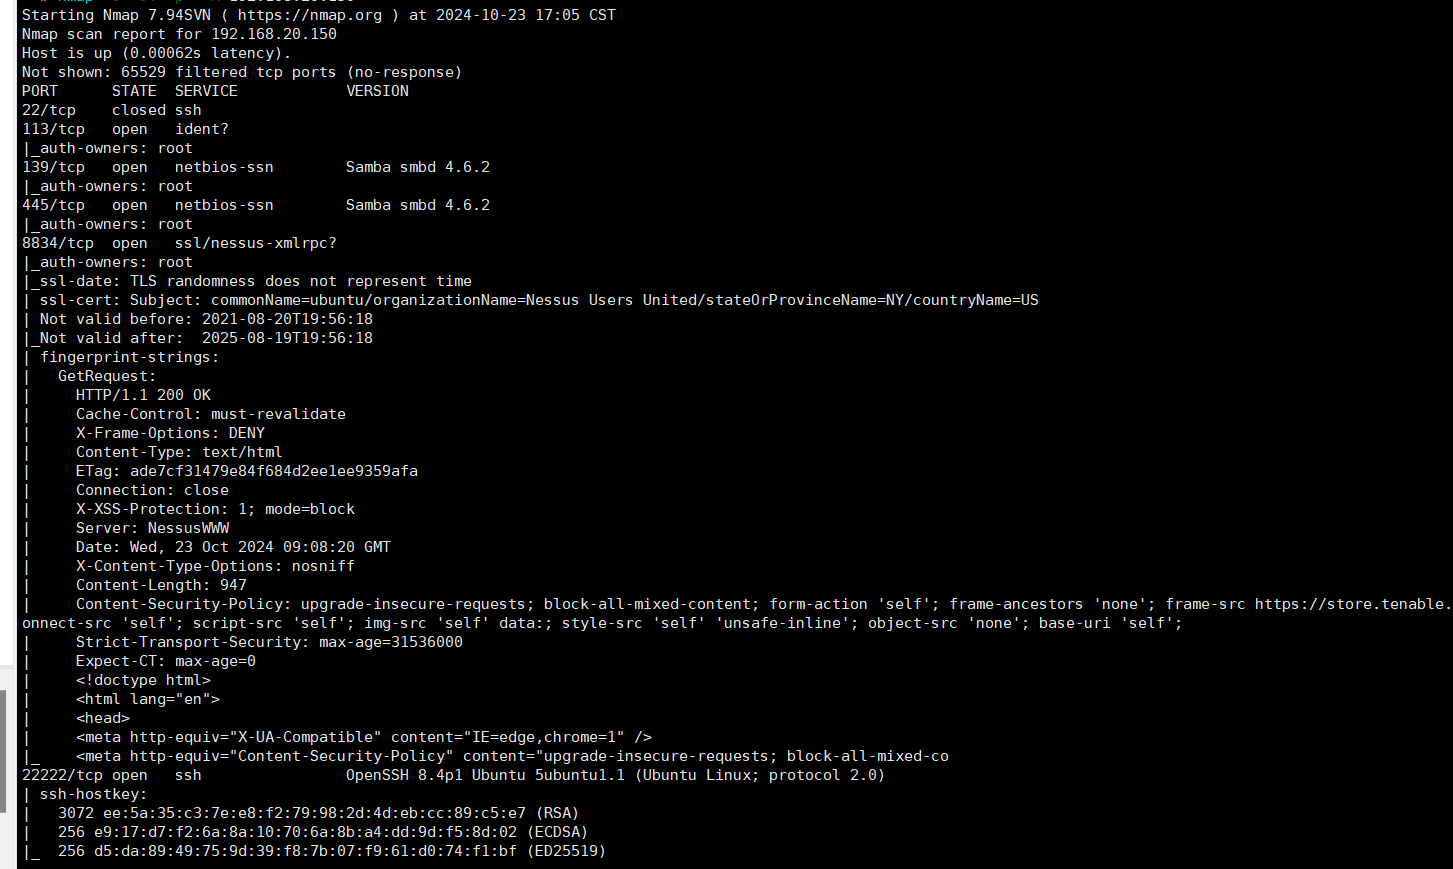 Starting Nmap 7.94SVN ( https://nmap.org ) at 2024-10-23 17:05 CST
Nmap scan report for 192.168.20.150
Host is up (0.00062s latency).
Not shown: 65529 filtered tcp ports (no-response)
PORT      STATE  SERVICE            VERSION
22/tcp    closed ssh
113/tcp   open   ident?
|_auth-owners: root
139/tcp   open   netbios-ssn        Samba smbd 4.6.2
|_auth-owners: root
445/tcp   open   netbios-ssn        Samba smbd 4.6.2
|_auth-owners: root
8834/tcp  open   ssl/nessus-xmlrpc?
|_auth-owners: root
|_ssl-date: TLS randomness does not represent time
| ssl-cert: Subject: commonName=ubuntu/organizationName=Nessus Users United/stateOrProvinceName=NY/countryName=US
| Not valid before: 2021-08-20T19:56:18
|_Not valid after:  2025-08-19T19:56:18
| fingerprint-strings:
|   GetRequest:
|     HTTP/1.1 200 OK
|     Cache-Control: must-revalidate
|     X-Frame-Options: DENY
|     Content-Type: text/html
|     ETag: ade7cf31479e84f684d2ee1ee9359afa
|     Connection: close
|     X-XSS-Protection: 1; mode=block
|     Server: NessusWWW
|     Date: Wed, 23 Oct 2024 09:08:20 GMT
|     X-Content-Type-Options: nosniff
|     Content-Length: 947
|     Content-Security-Policy: upgrade-insecure-requests; block-all-mixed-content; form-action 'self'; frame-ancestors 'none'; frame-src https://store.tenable.
onnect-src 'self'; script-src 'self'; img-src 'self' data:; style-src 'self' 'unsafe-inline'; object-src 'none'; base-uri 'self';
|     Strict-Transport-Security: max-age=31536000
|     Expect-CT: max-age=0
|     <!doctype html>
|     <html lang="en">
|     <head>
|     <meta http-equiv="X-UA-Compatible" content="IE=edge,chrome=1" />
|_    <meta http-equiv="Content-Security-Policy" content="upgrade-insecure-requests; block-all-mixed-co
22222/tcp open   ssh                OpenSSH 8.4p1 Ubuntu 5ubuntu1.1 (Ubuntu Linux; protocol 2.0)
| ssh-hostkey:
|   3072 ee:5a:35:c3:7e:e8:f2:79:98:2d:4d:eb:cc:89:c5:e7 (RSA)
|   256 e9:17:d7:f2:6a:8a:10:70:6a:8b:a4:dd:9d:f5:8d:02 (ECDSA)
|_  256 d5:da:89:49:75:9d:39:f8:7b:07:f9:61:d0:74:f1:bf (ED25519)